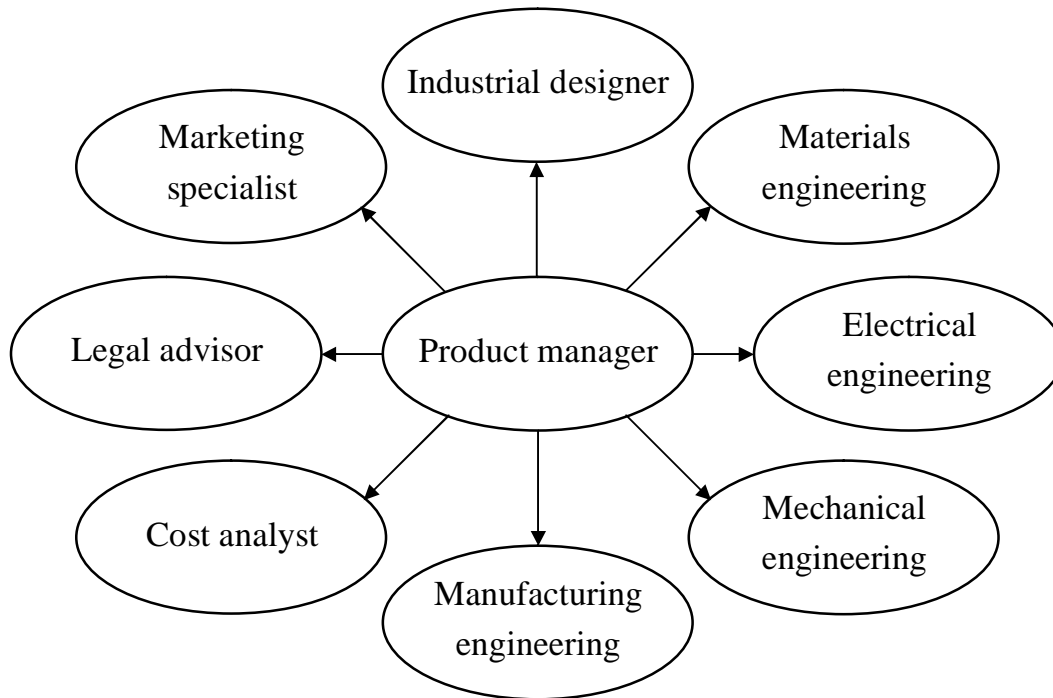 Industrial designer
Marketing
specialist
Materials
engineering
Legal advisor
Product manager
Electrical
engineering
Cost analyst
Mechanical
engineering
Manufacturing
engineering